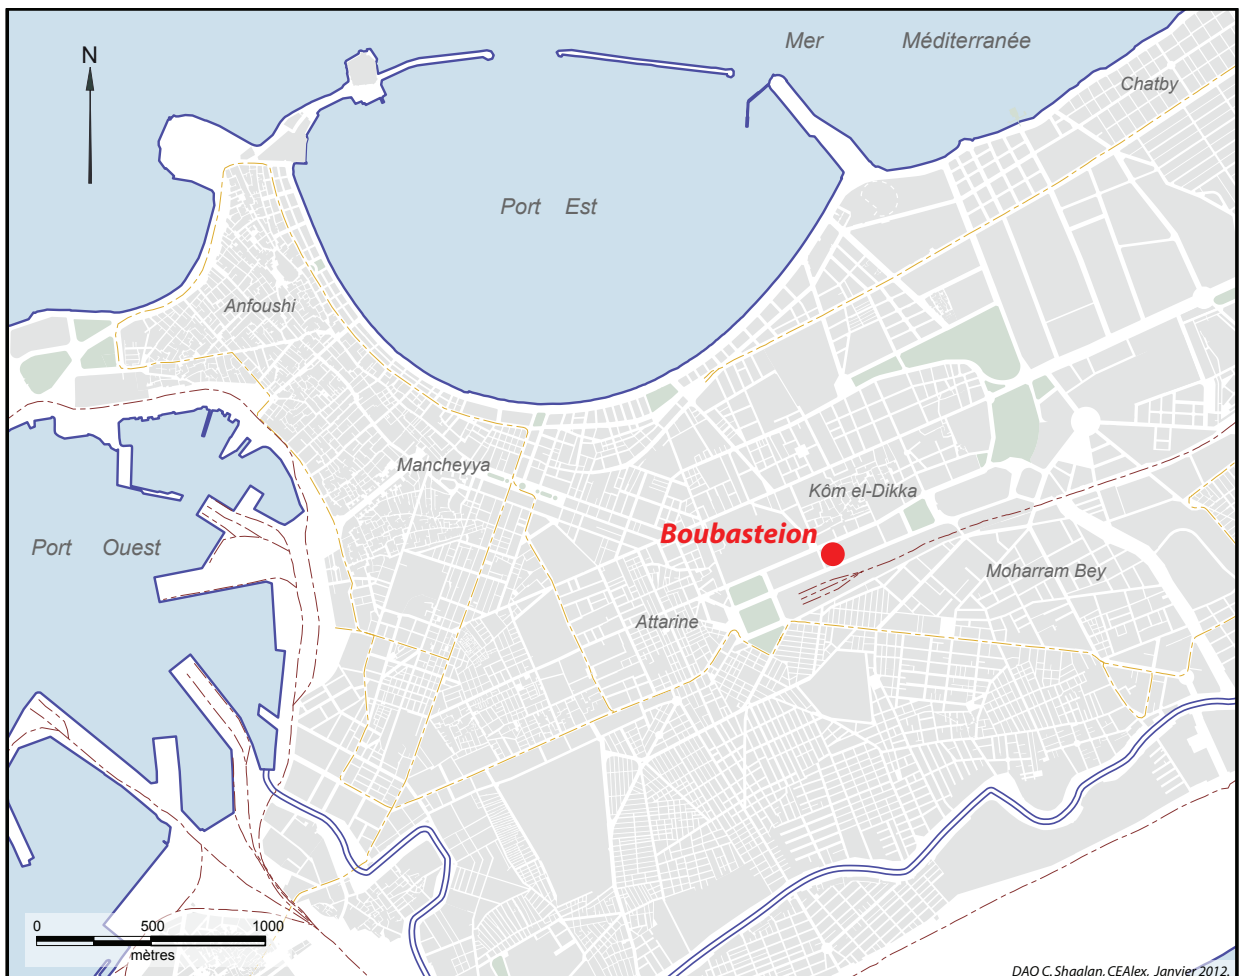 Mer Méditerranée
N
Chatby
Port Est
Anfoushi
Mancheyya
Kôm el-Dikka
Boubasteion
Port Ouest
Moharram Bey
Attarine
0 500 1000
mètres
DAO C. Shaalan, CEAlex, Janvier 2012.